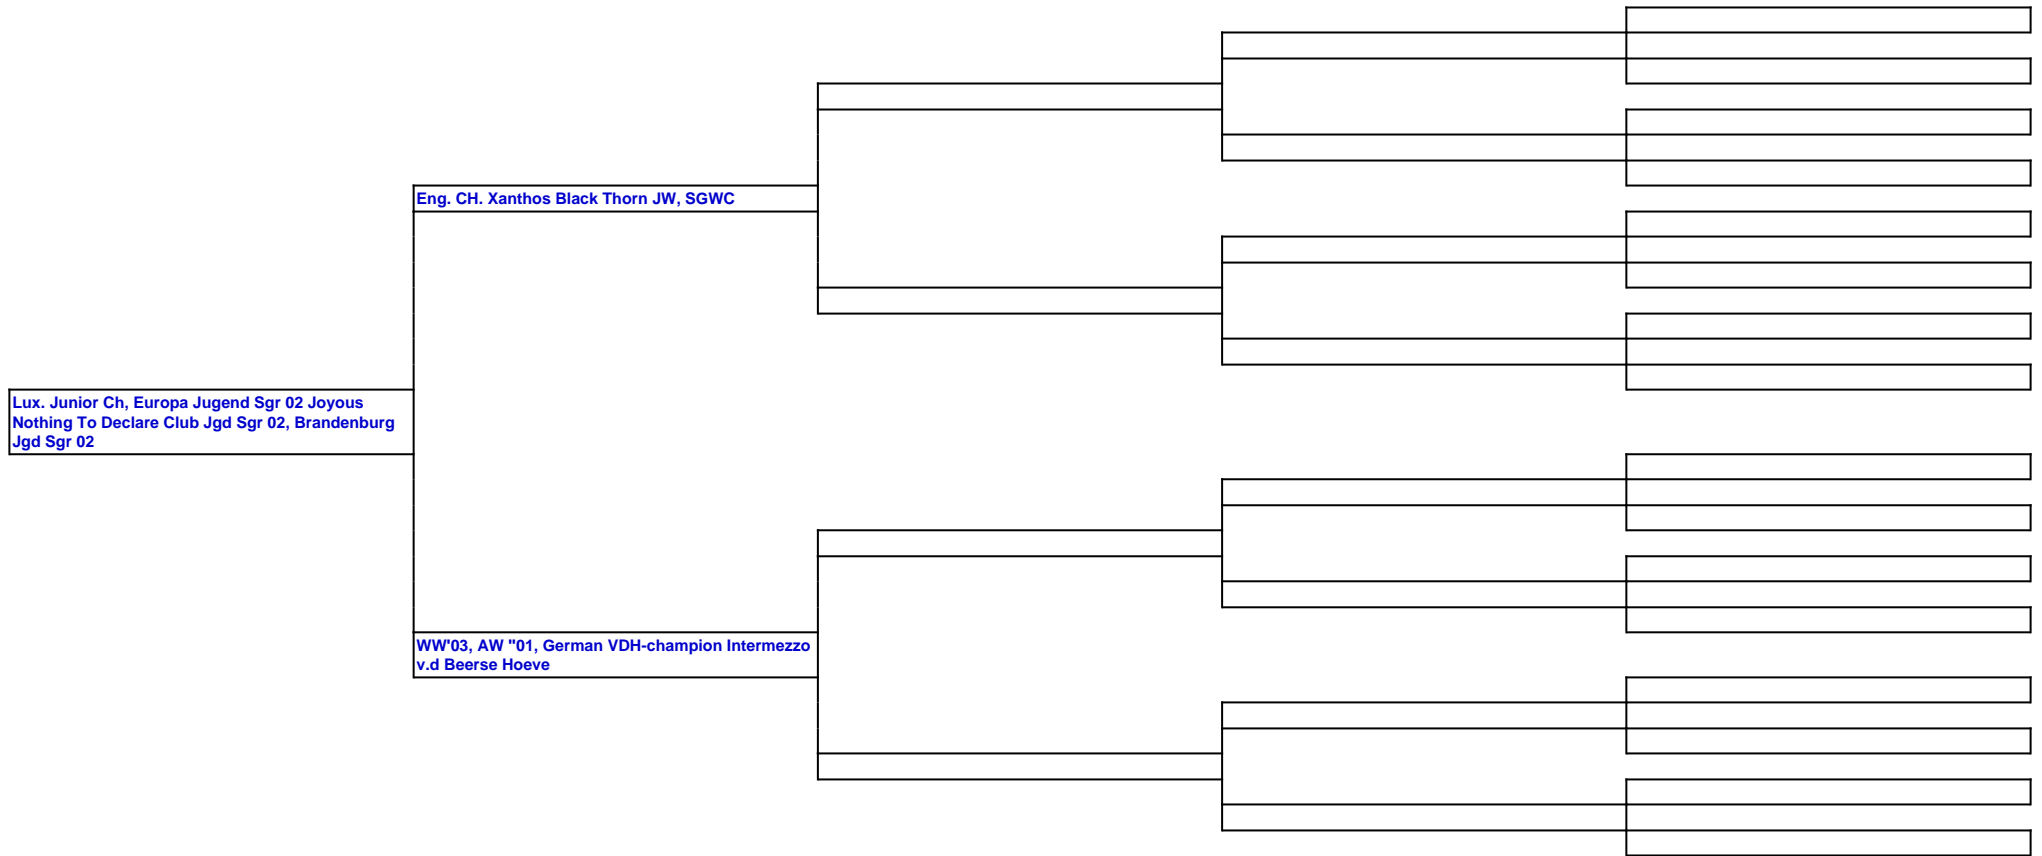 Eng. CH. Xanthos Black Thorn JW, SGWC
Lux. Junior Ch, Europa Jugend Sgr 02 Joyous
Nothing To Declare Club Jgd Sgr 02, Brandenburg
Jgd Sgr 02
WW'03, AW "01, German VDH-champion Intermezzo
v.d Beerse Hoeve